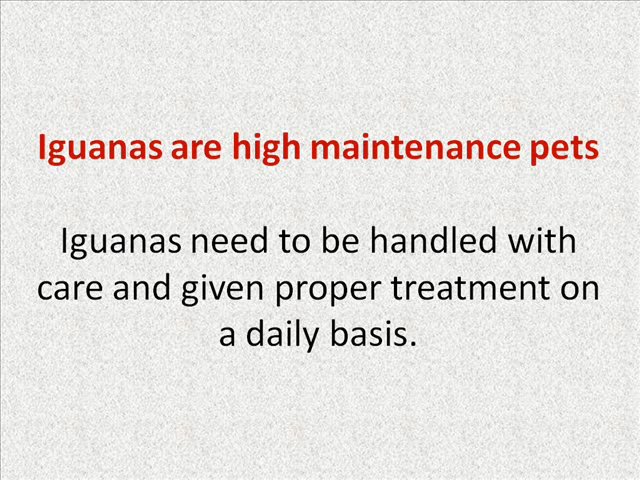 Iguanas are high maintenance pets
Iguanas need to be handled with
care and given proper treatment on
a daily basis.